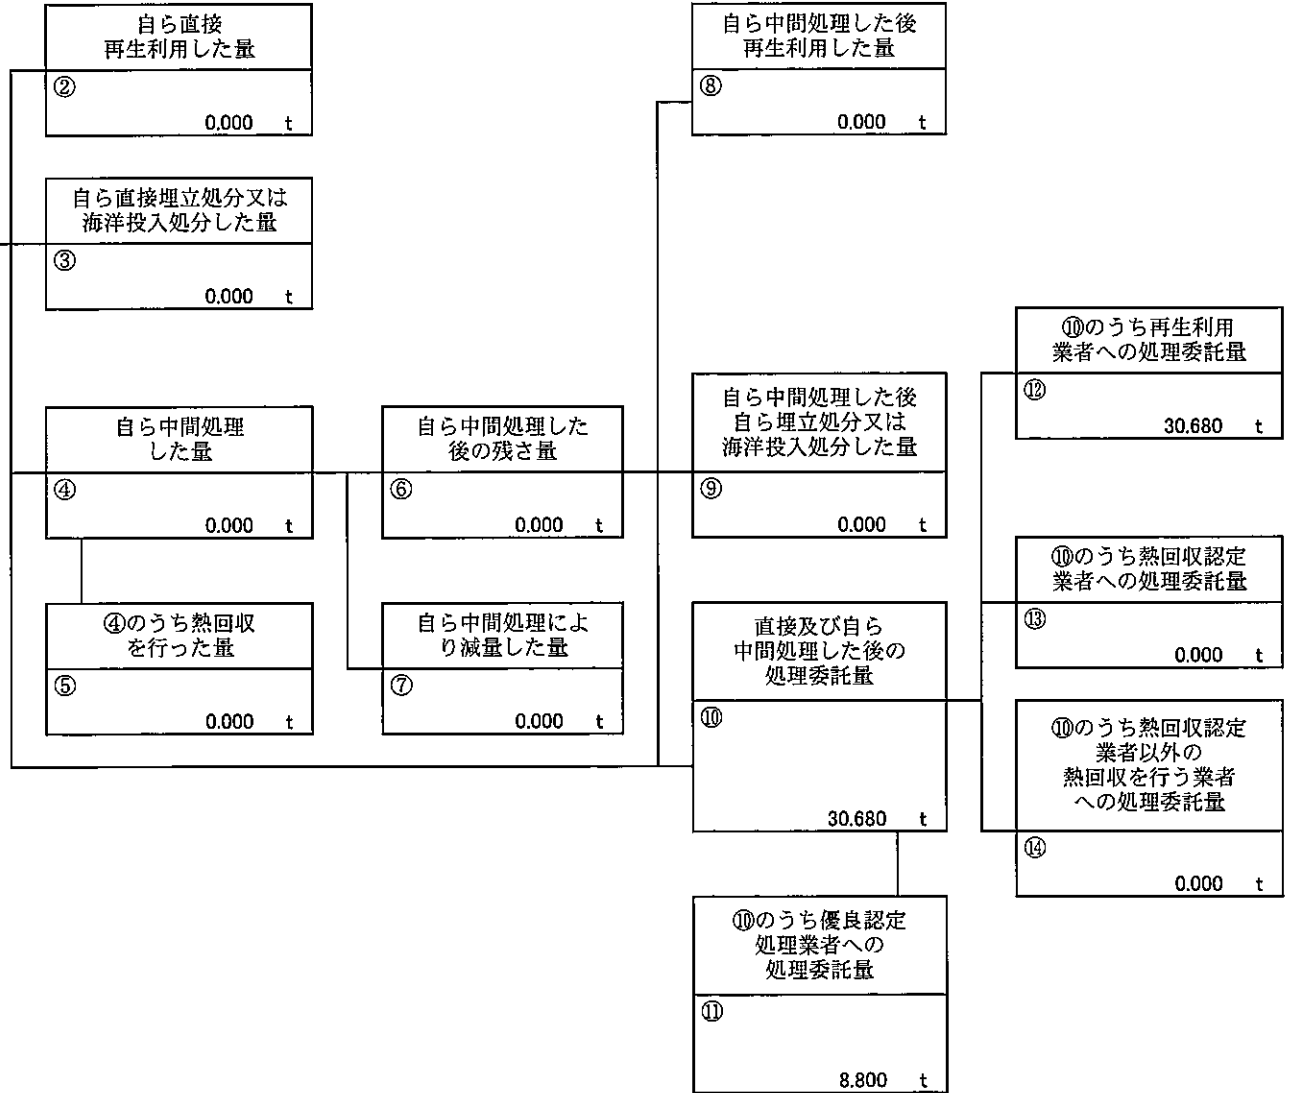 自ら直接
再生利用した量
②
0.000 t
自ら中間処理した後
再生利用した量
⑧
0.000 t
自ら直接埋立処分又は
海洋投入処分した量
③
0.000 t
⑩のうち再生利用
業者への処理委託量
⑫
30.680 t
自ら中間処理
した量
④
0.000 t
自ら中間処理した
後の残さ量
⑥
0.000 t
自ら中間処理した後
自ら埋立処分又は
海洋投入処分した量
⑨
0.000 t
⑩のうち熱回収認定
業者への処理委託量
⑬
0.000 t
④のうち熱回収
を行った量
⑤
0.000 t
自ら中間処理によ
り減量した量
⑦
0.000 t
直接及び自ら
中間処理した後の
処理委託量
⑩
30.680 t
⑩のうち熱回収認定
業者以外の
熱回収を行う業者
への処理委託量
⑭
0.000 t
⑩のうち優良認定
処理業者への
処理委託量
⑪
8.800 t